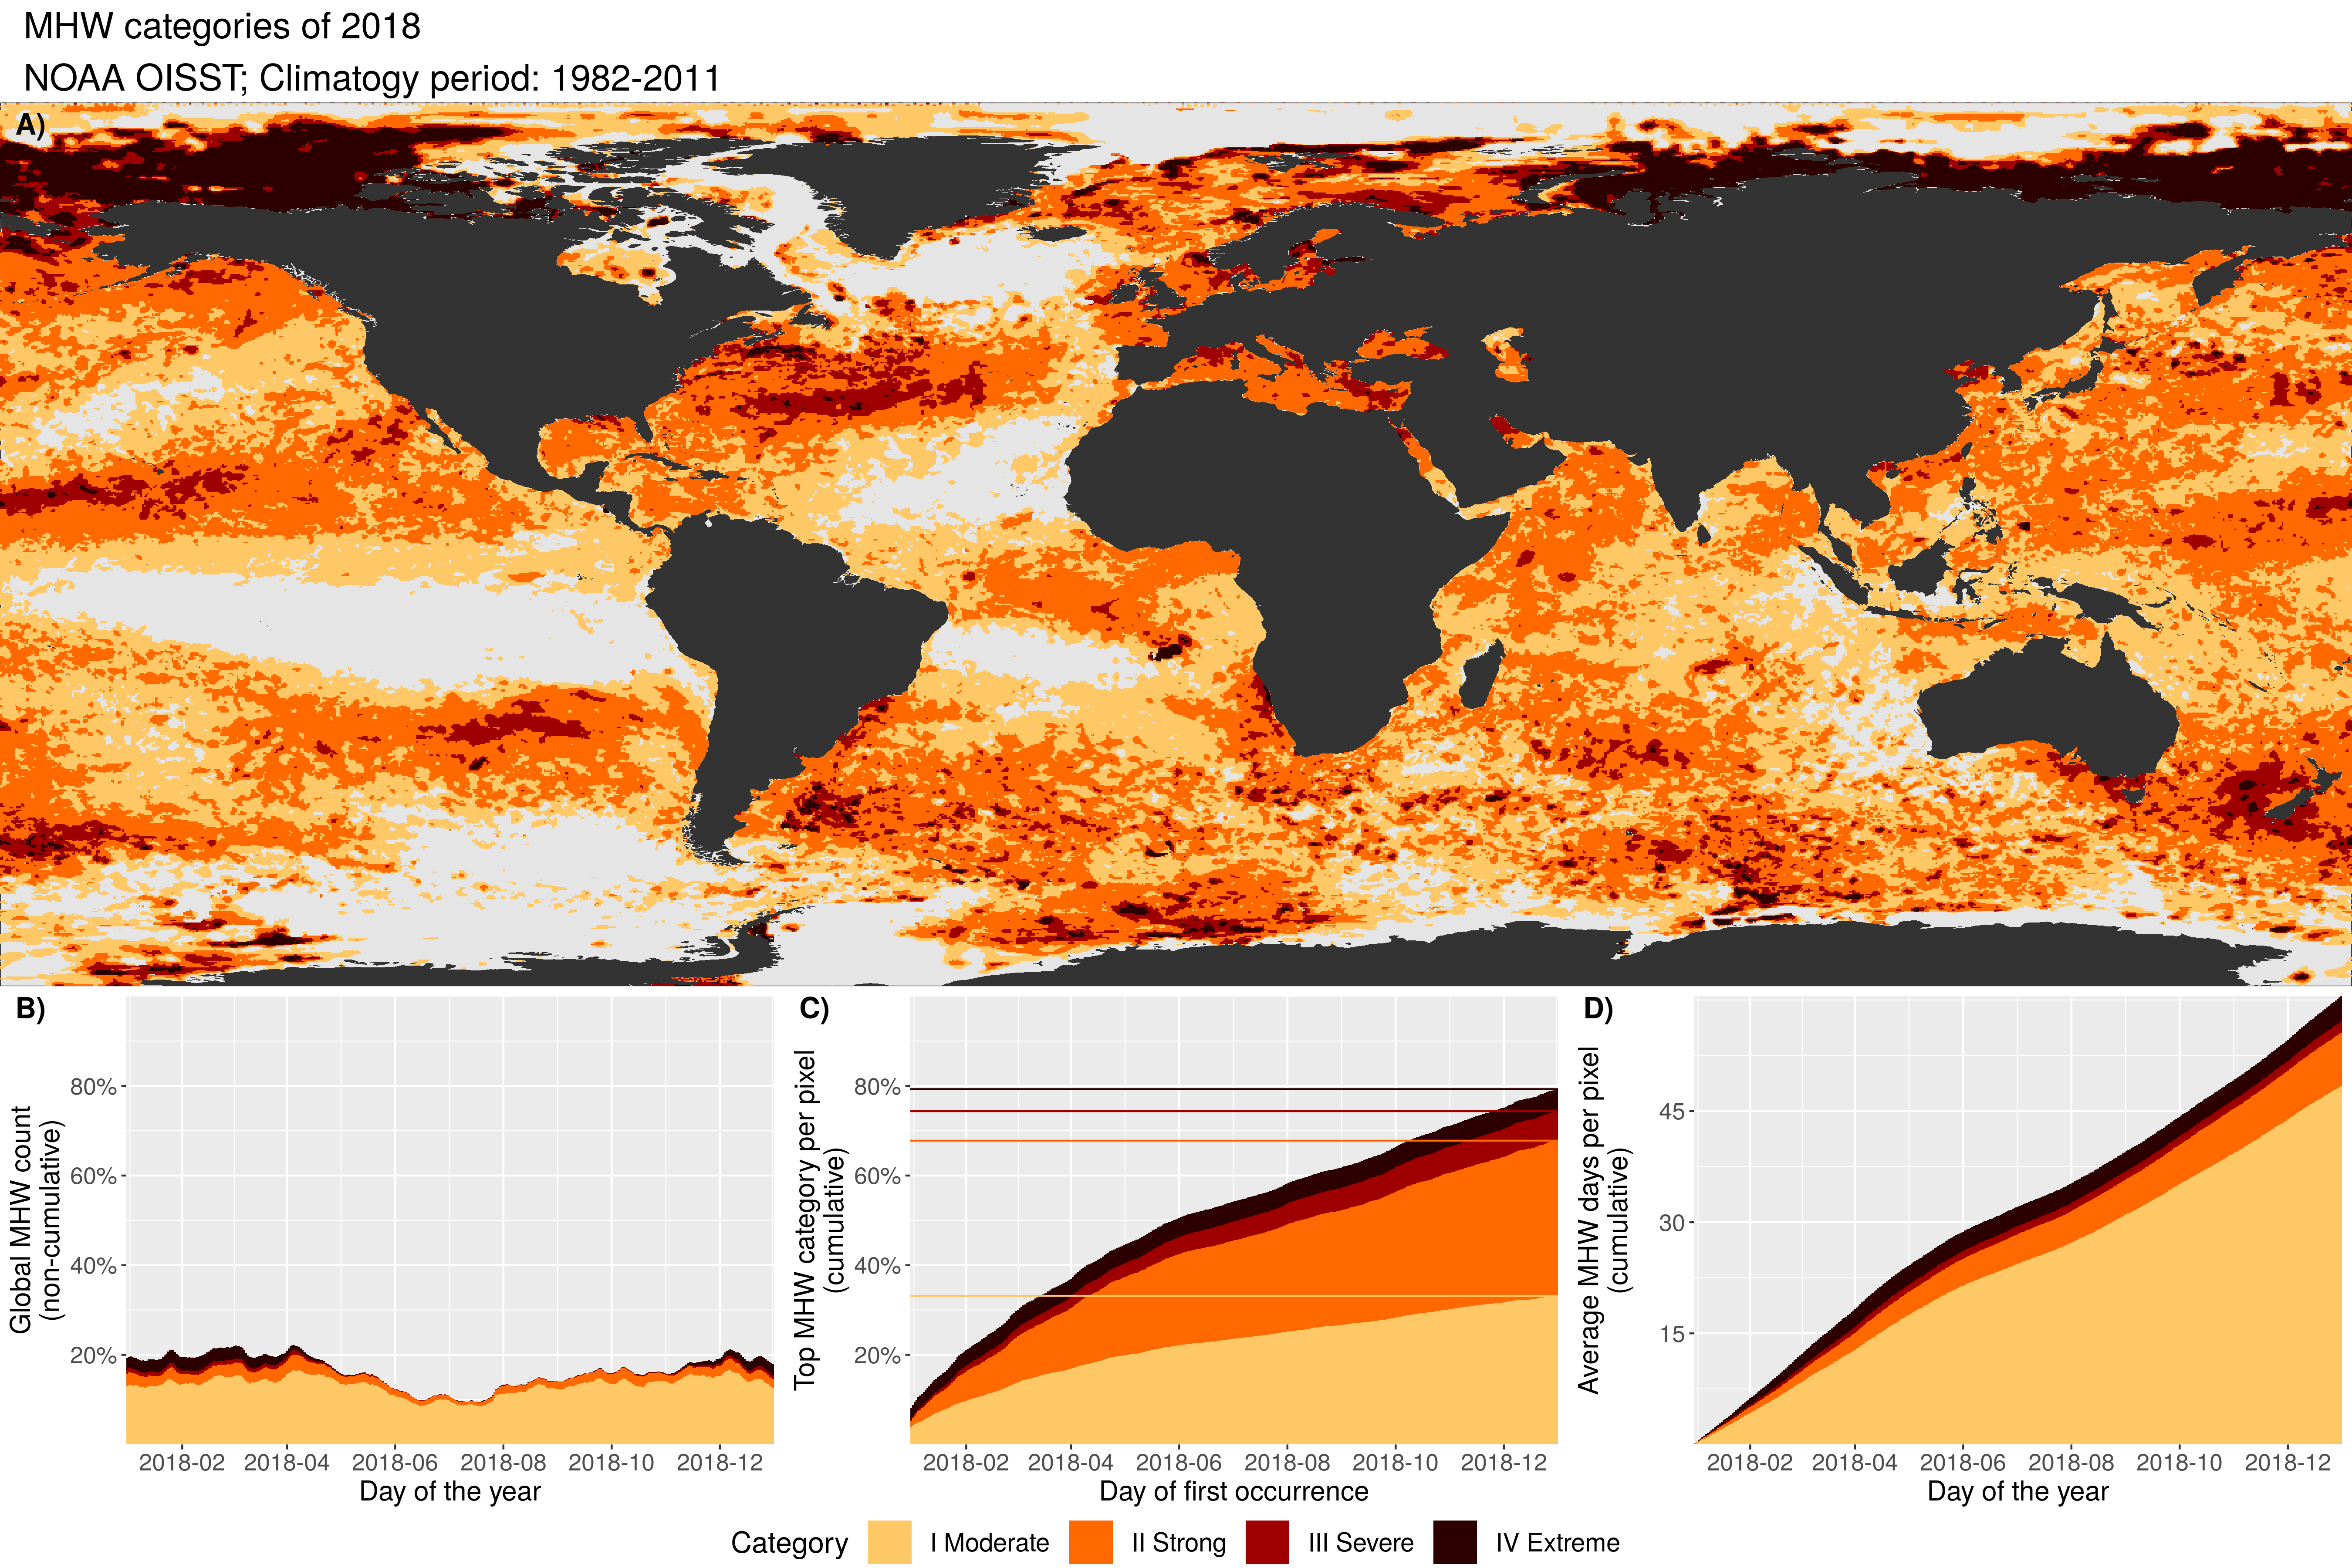 MHW categories of 2018
NOAA OISST; Climatogy period: 1982-2011
A)
B)
Global MHW count
(non-cumulative)
80%
60%
40%
20%
2018-02 2018-04 2018-06 2018-08 2018-10 2018-12
Day of the year
C)
Top MHW category per pixel
(cumulative)
80%
60%
40%
20%
2018-02 2018-04 2018-06 2018-08 2018-10 2018-12
Day of first occurrence
D)
Average MHW days per pixel
(cumulative)
45
30
15
2018-02 2018-04 2018-06 2018-08 2018-10 2018-12
Day of the year
Category I Moderate II Strong III Severe IV Extreme